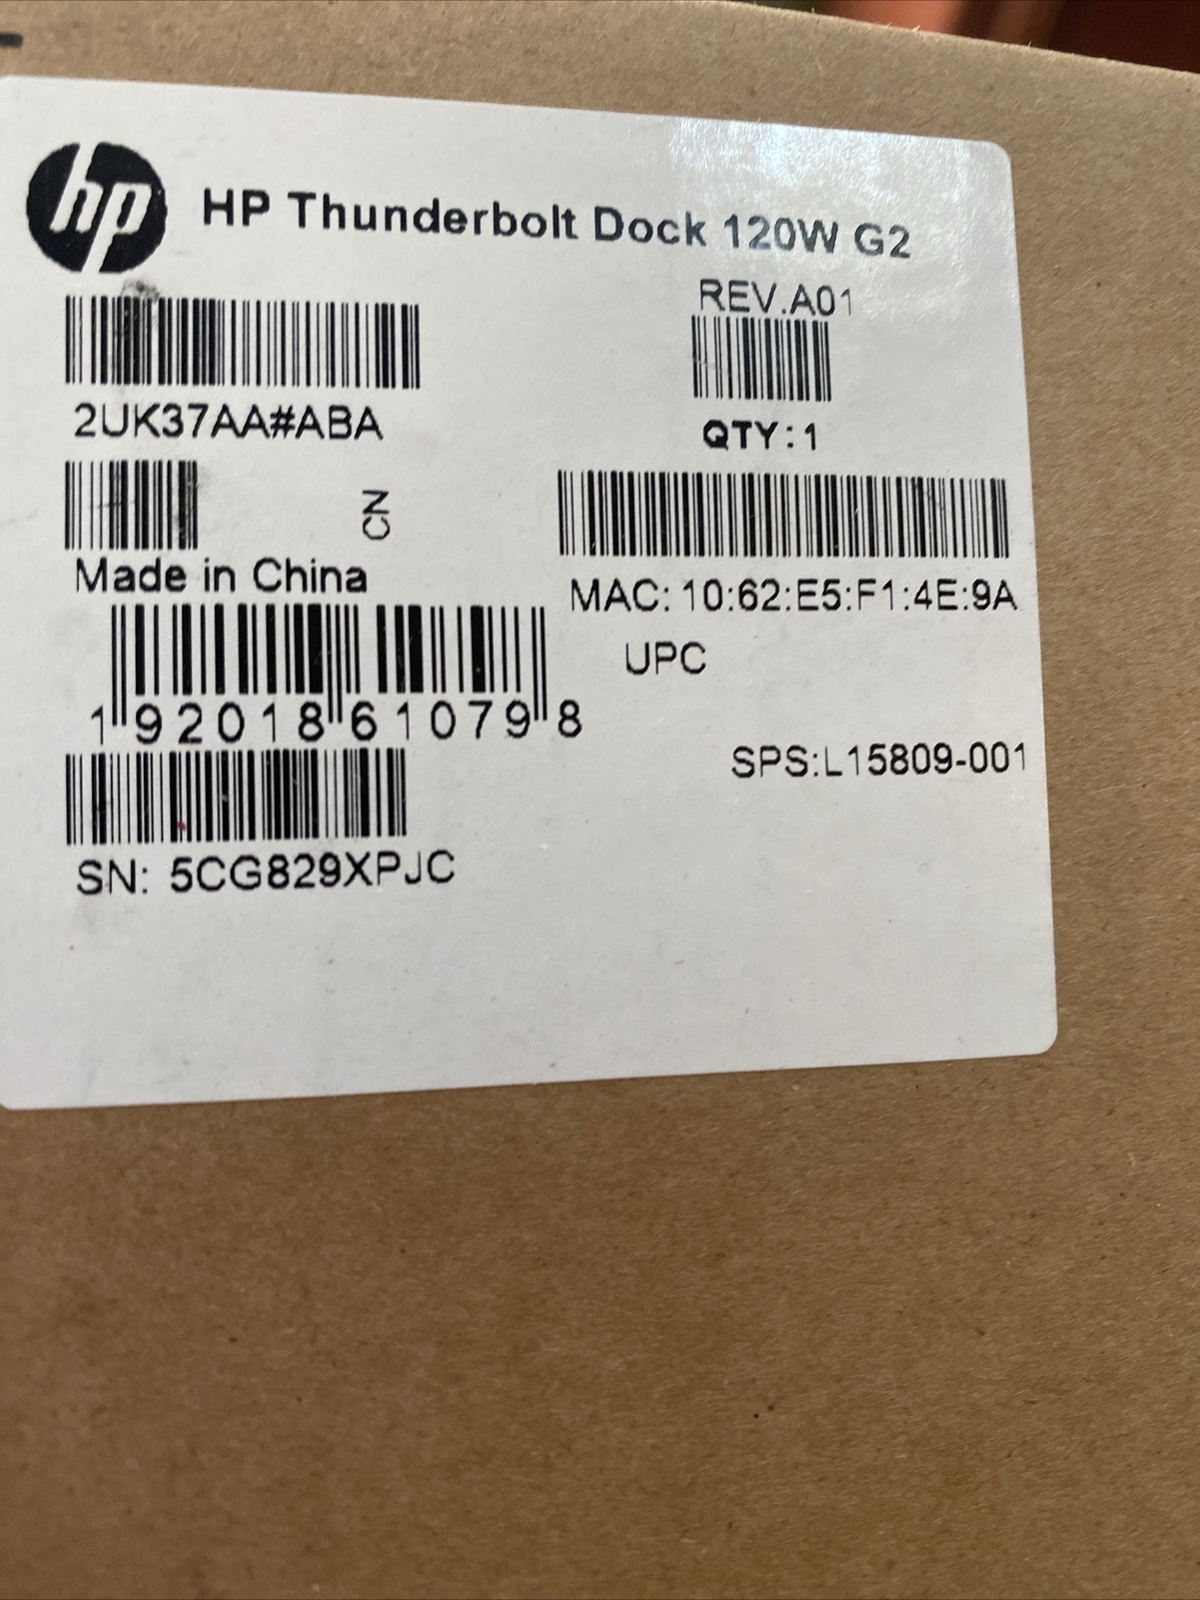 hp
HP Thunderbolt Dock 120W G2
REV.A01
2UK37AA#ABA
QTY:1
CN
Made in China
MAC: 10:62:E5:F1:4E:9A
UPC
1 92018 61079 8
SPS:L15809-001
SN: 5CG829XPJC